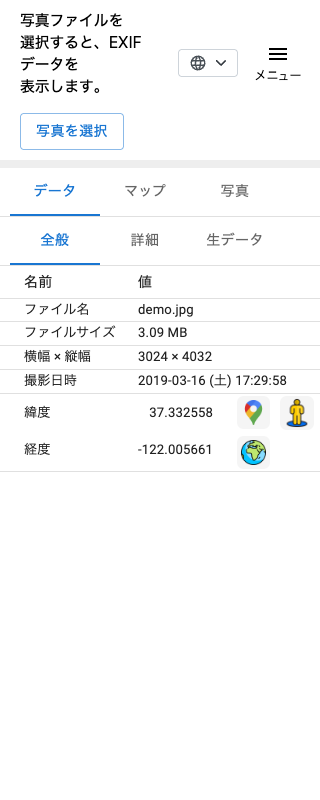 写真ファイルを
選択すると、EXIF
データを
表示します。
メニュー
写真を選択
データ マップ 写真
全般 詳細 生データ
名前 値
ファイル名 demo.jpg
ファイルサイズ 3.09 MB
横幅 × 縦幅 3024 × 4032
撮影日時 2019-03-16 (土) 17:29:58
緯度 37.332558
経度 -122.005661